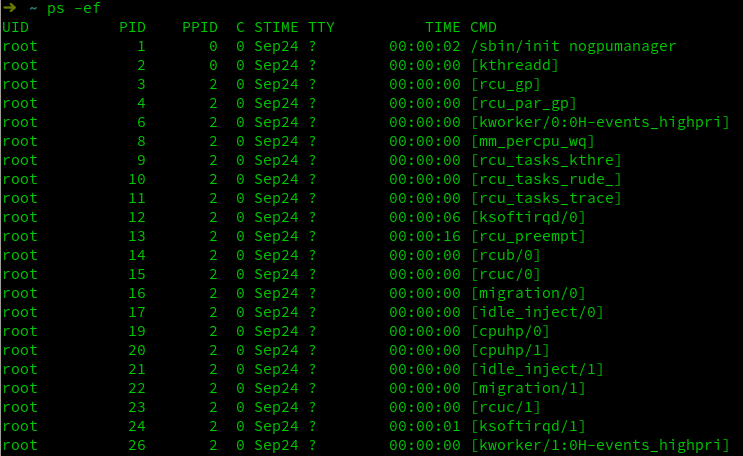 ➜ ~ ps -ef
UID PID PPID C STIME TTY TIME CMD
root 1 0 0 Sep24 ? 00:00:02 /sbin/init nogpumanager
root 2 0 0 Sep24 ? 00:00:00 [kthreadd]
root 3 2 0 Sep24 ? 00:00:00 [rcu_gp]
root 4 2 0 Sep24 ? 00:00:00 [rcu_par_gp]
root 6 2 0 Sep24 ? 00:00:00 [kworker/0:0H-events_highpri]
root 8 2 0 Sep24 ? 00:00:00 [mm_percpu_wq]
root 9 2 0 Sep24 ? 00:00:00 [rcu_tasks_kthre]
root 10 2 0 Sep24 ? 00:00:00 [rcu_tasks_rude_]
root 11 2 0 Sep24 ? 00:00:00 [rcu_tasks_trace]
root 12 2 0 Sep24 ? 00:00:06 [ksoftirqd/0]
root 13 2 0 Sep24 ? 00:00:16 [rcu_preempt]
root 14 2 0 Sep24 ? 00:00:00 [rcub/0]
root 15 2 0 Sep24 ? 00:00:00 [rcuc/0]
root 16 2 0 Sep24 ? 00:00:00 [migration/0]
root 17 2 0 Sep24 ? 00:00:00 [idle_inject/0]
root 19 2 0 Sep24 ? 00:00:00 [cpuhp/0]
root 20 2 0 Sep24 ? 00:00:00 [cpuhp/1]
root 21 2 0 Sep24 ? 00:00:00 [idle_inject/1]
root 22 2 0 Sep24 ? 00:00:00 [migration/1]
root 23 2 0 Sep24 ? 00:00:00 [rcuc/1]
root 24 2 0 Sep24 ? 00:00:01 [ksoftirqd/1]
root 26 2 0 Sep24 ? 00:00:00 [kworker/1:0H-events_highpri]